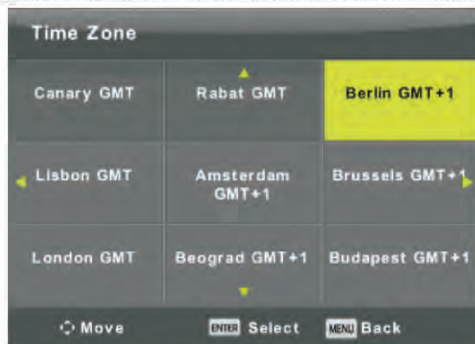 Time Zone
Canary GMT
Rabat GMT
Berlin GMT+1
Lisbon GMT
Amsterdam
GMT+1
Brussels GMT+1
London GMT
Beograd GMT+1
Budapest GMT+1
Move
ENTER Select
MENU Back